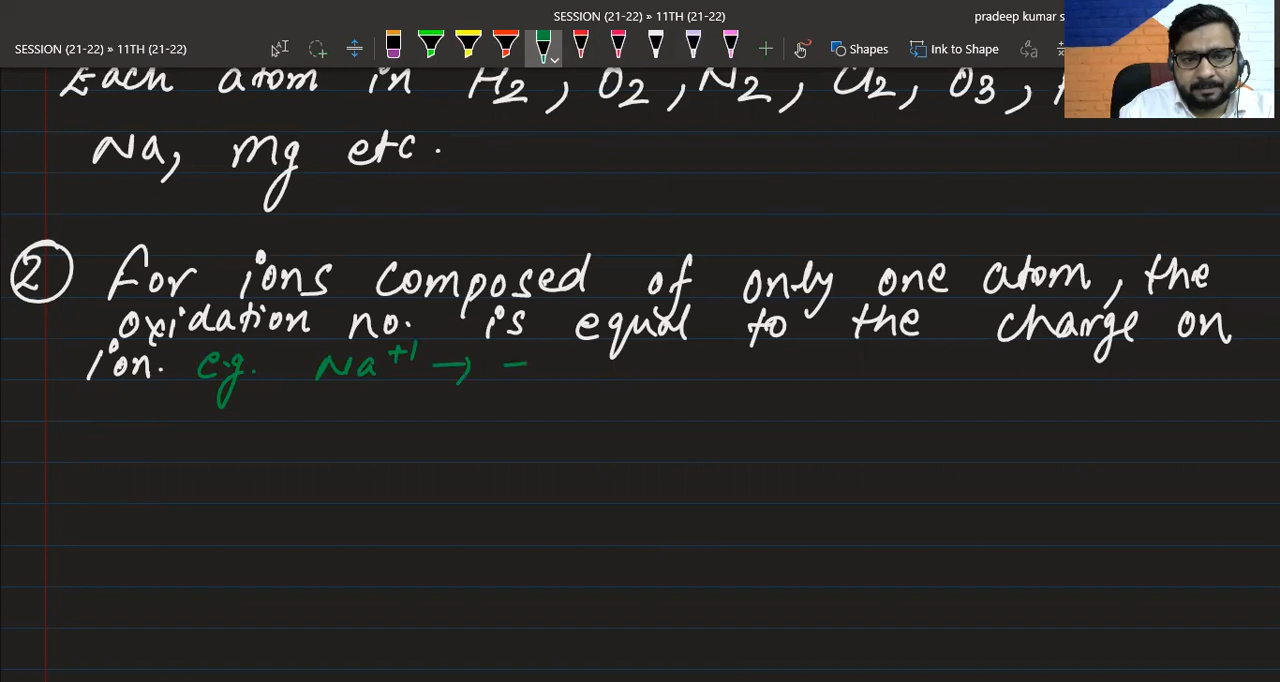 SESSION (21-22) » 11TH (21-22)
pradeep kumar s
SESSION (21-22) » 11TH (21-22)
Shapes
Ink to Shape
Each atom in H2, O2, N2, Cl2, O3,
Na, Mg etc.
② For ions composed of only one atom, the
oxidation no. is equal to the charge on
ion. e.g. Na+1 → -